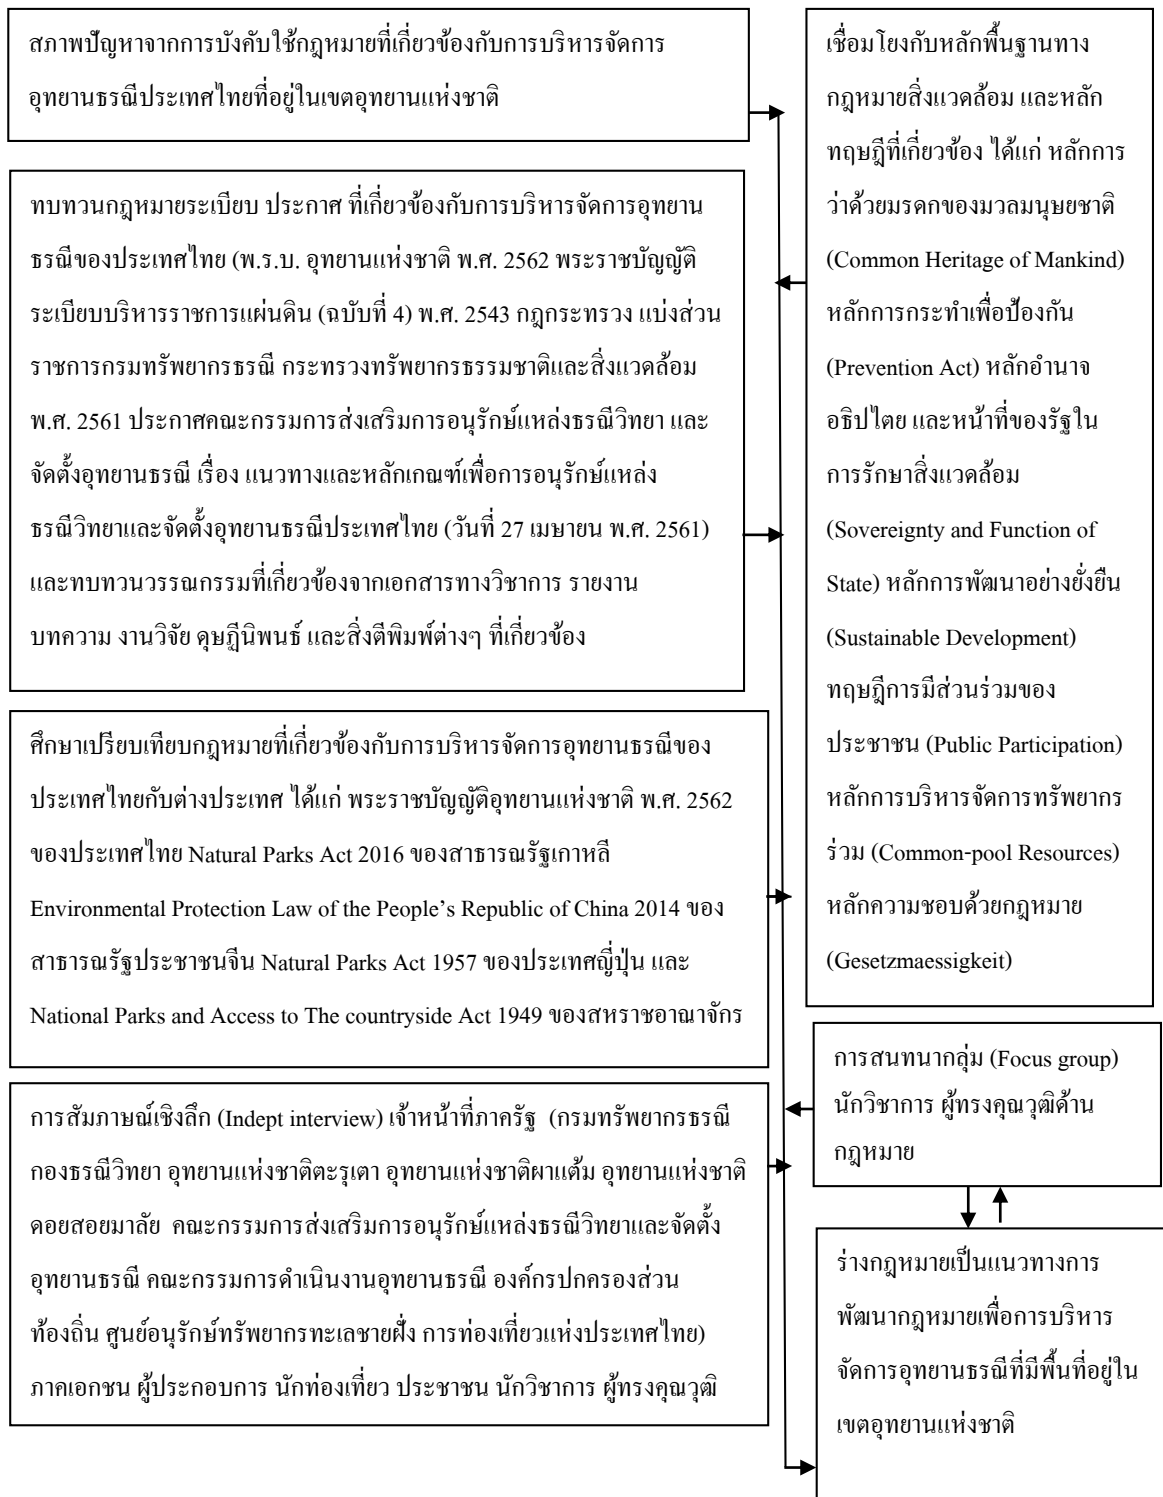 สภาพปัญหาจากการบังคับใช้กฎหมายที่เกี่ยวข้องกับการบริหารจัดการ
อุทยานธรณีประเทศไทยที่อยู่ในเขตอุทยานแห่งชาติ
ทบทวนกฎหมายระเบียบ ประกาศ ที่เกี่ยวข้องกับการบริหารจัดการอุทยาน
ธรณีของประเทศไทย (พ.ร.บ. อุทยานแห่งชาติ พ.ศ. 2562 พระราชบัญญัติ
ระเบียบบริหารราชการแผ่นดิน (ฉบับที่ 4) พ.ศ. 2543 กฎกระทรวง แบ่งส่วน
ราชการกรมทรัพยากรธรณี กระทรวงทรัพยากรธรรมชาติและสิ่งแวดล้อม
พ.ศ. 2561 ประกาศคณะกรรมการส่งเสริมการอนุรักษ์แหล่งธรณีวิทยา และ
จัดตั้งอุทยานธรณี เรื่อง แนวทางและหลักเกณฑ์เพื่อการอนุรักษ์แหล่ง
ธรณีวิทยาและจัดตั้งอุทยานธรณีประเทศไทย (วันที่ 27 เมษายน พ.ศ. 2561)
และทบทวนวรรณกรรมที่เกี่ยวข้องจากเอกสารทางวิชาการ รายงาน
บทความ งานวิจัย ดุษฎีนิพนธ์ และสิ่งตีพิมพ์ต่างๆ ที่เกี่ยวข้อง
ศึกษาเปรียบเทียบกฎหมายที่เกี่ยวข้องกับการบริหารจัดการอุทยานธรณีของ
ประเทศไทยกับต่างประเทศ ได้แก่ พระราชบัญญัติอุทยานแห่งชาติ พ.ศ. 2562
ของประเทศไทย Natural Parks Act 2016 ของสาธารณรัฐเกาหลี
Environmental Protection Law of the People’s Republic of China 2014 ของ
สาธารณรัฐประชาชนจีน Natural Parks Act 1957 ของประเทศญี่ปุ่น และ
National Parks and Access to The countryside Act 1949 ของสหราชอาณาจักร
การสัมภาษณ์เชิงลึก (Indept interview) เจ้าหน้าที่ภาครัฐ (กรมทรัพยากรธรณี
กองธรณีวิทยา อุทยานแห่งชาติตะรุเตา อุทยานแห่งชาติผาแต้ม อุทยานแห่งชาติ
ดอยสอยมาลัย คณะกรรมการส่งเสริมการอนุรักษ์แหล่งธรณีวิทยาและจัดตั้ง
อุทยานธรณี คณะกรรมการดำเนินงานอุทยานธรณี องค์กรปกครองส่วน
ท้องถิ่น ศูนย์อนุรักษ์ทรัพยากรทะเลชายฝั่ง การท่องเที่ยวแห่งประเทศไทย)
ภาคเอกชน ผู้ประกอบการ นักท่องเที่ยว ประชาชน นักวิชาการ ผู้ทรงคุณวุฒิ
เชื่อมโยงกับหลักพื้นฐานทาง
กฎหมายสิ่งแวดล้อม และหลัก
ทฤษฎีที่เกี่ยวข้อง ได้แก่ หลักการ
ว่าด้วยมรดกของมวลมนุษยชาติ
(Common Heritage of Mankind)
หลักการกระทำเพื่อป้องกัน
(Prevention Act) หลักอำนาจ
อธิปไตย และหน้าที่ของรัฐใน
การรักษาสิ่งแวดล้อม
(Sovereignty and Function of
State) หลักการพัฒนาอย่างยั่งยืน
(Sustainable Development)
ทฤษฎีการมีส่วนร่วมของ
ประชาชน (Public Participation)
หลักการบริหารจัดการทรัพยากร
ร่วม (Common-pool Resources)
หลักความชอบด้วยกฎหมาย
(Gesetzmaessigkeit)
การสนทนากลุ่ม (Focus group)
นักวิชาการ ผู้ทรงคุณวุฒิด้าน
กฎหมาย
ร่างกฎหมายเป็นแนวทางการ
พัฒนากฎหมายเพื่อการบริหาร
จัดการอุทยานธรณีที่มีพื้นที่อยู่ใน
เขตอุทยานแห่งชาติ